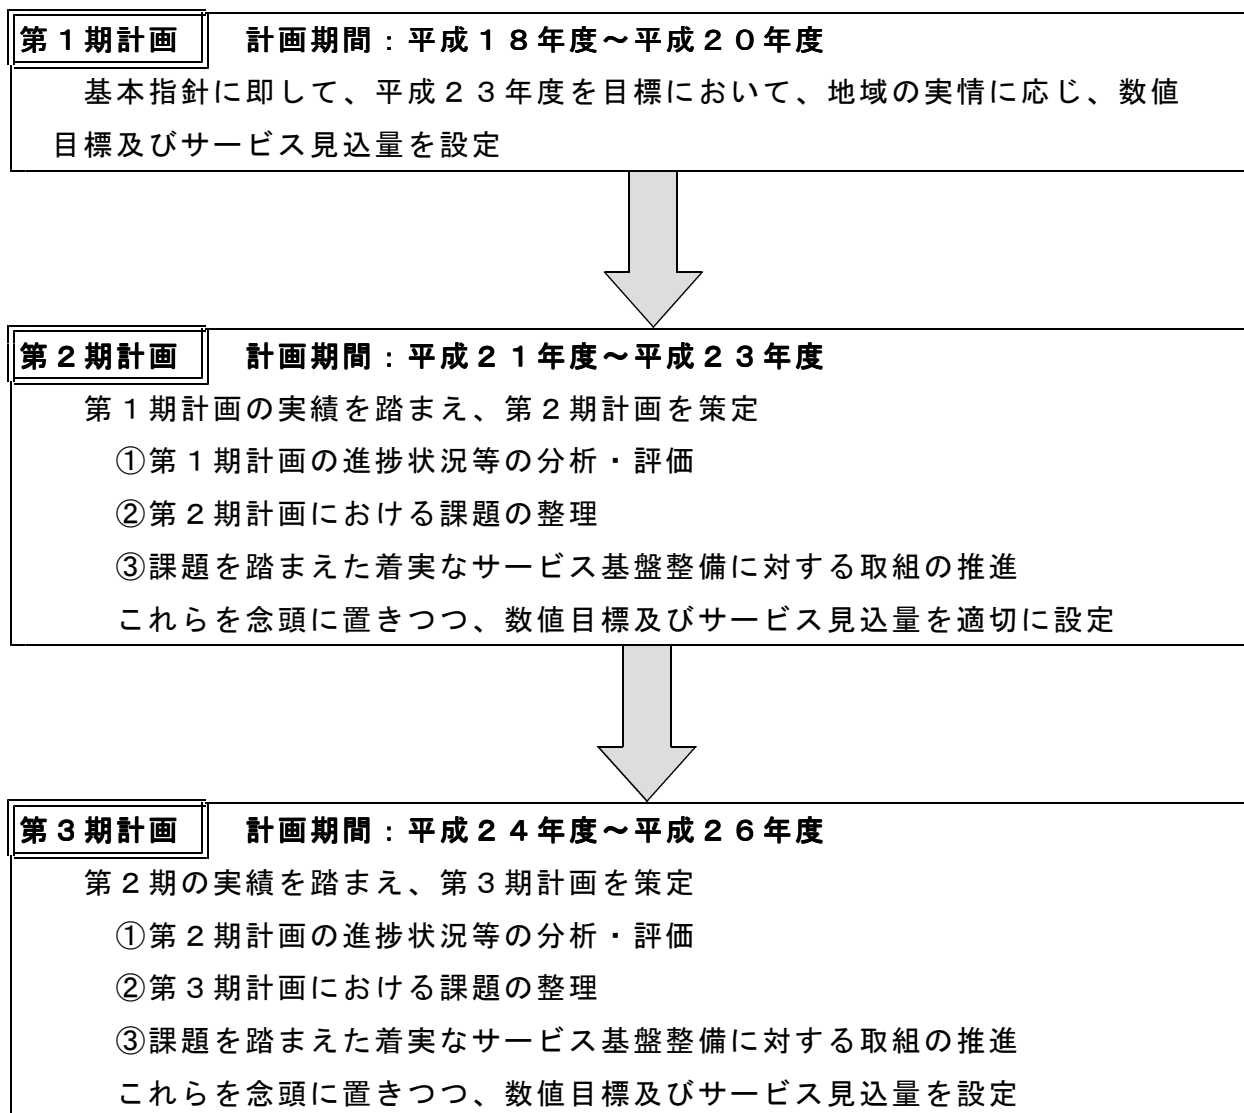 第１期計画　計画期間：平成１８年度～平成２０年度
基本指針に即して、平成２３年度を目標において、地域の実情に応じ、数値
目標及びサービス見込量を設定
第２期計画　計画期間：平成２１年度～平成２３年度
第１期計画の実績を踏まえ、第２期計画を策定
①第１期計画の進捗状況等の分析・評価
②第２期計画における課題の整理
③課題を踏まえた着実なサービス基盤整備に対する取組の推進
これらを念頭に置きつつ、数値目標及びサービス見込量を適切に設定
第３期計画　計画期間：平成２４年度～平成２６年度
第２期の実績を踏まえ、第３期計画を策定
①第２期計画の進捗状況等の分析・評価
②第３期計画における課題の整理
③課題を踏まえた着実なサービス基盤整備に対する取組の推進
これらを念頭に置きつつ、数値目標及びサービス見込量を設定